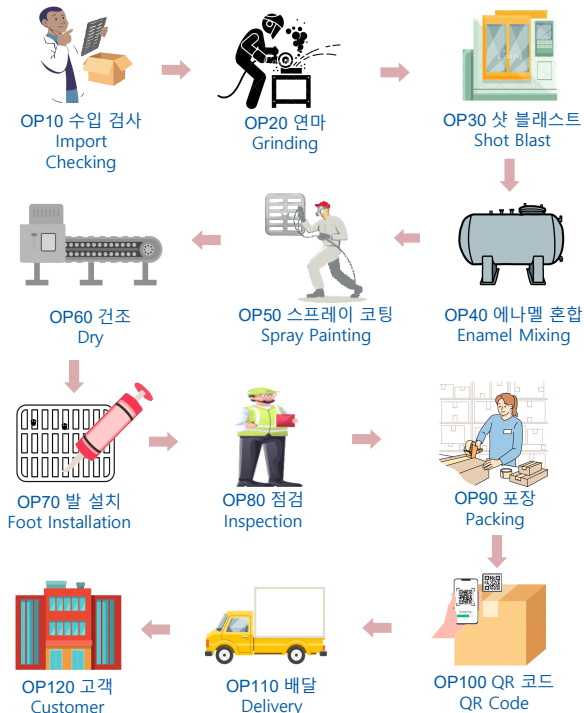 OP10 수입 검사
Import
Checking
OP20 연마
Grinding
OP30 샷 블래스트
Shot Blast
OP40 에나멜 혼합
Enamel Mixing
OP50 스프레이 코팅
Spray Painting
OP60 건조
Dry
OP70 발 설치
Foot Installation
OP80 점검
Inspection
OP90 포장
Packing
OP100 QR 코드
QR Code
OP110 배달
Delivery
OP120 고객
Customer